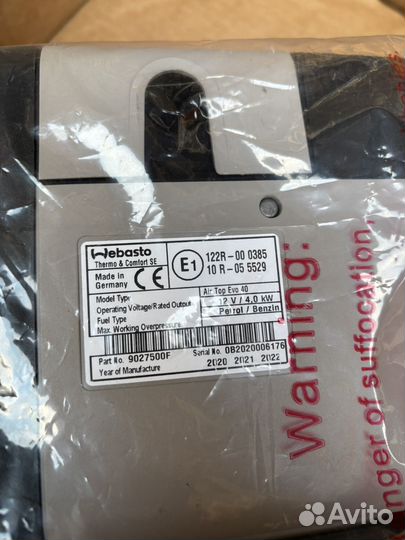 Webasto
Thermo & Comfort SE
Made in
Germany
CE
E1
122R-00 0385
10 R-05 5529
Model Type
Air Top Evo 40
Operating Voltage/Rated Output
12 V / 4,0 kW
Fuel Type
Petrol / Benzin
Max. Working Overpressure
Part No. 9027500F
Serial No. 0B2020006176
Year of Manufacture
2020 2021 2022
Warning:
nger of suffocation,
Avito